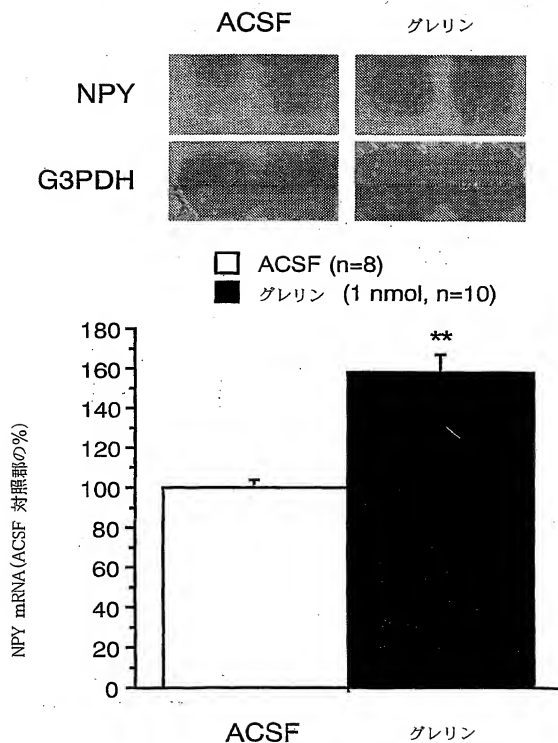 ACSF グレリン
NPY
G3PDH
ACSF (n=8)
グレリン (1 nmol, n=10)
NPY mRNA(ACSF 対照郡の%)
180
160
140
120
100
80
60
40
20
0
**
ACSF グレリン